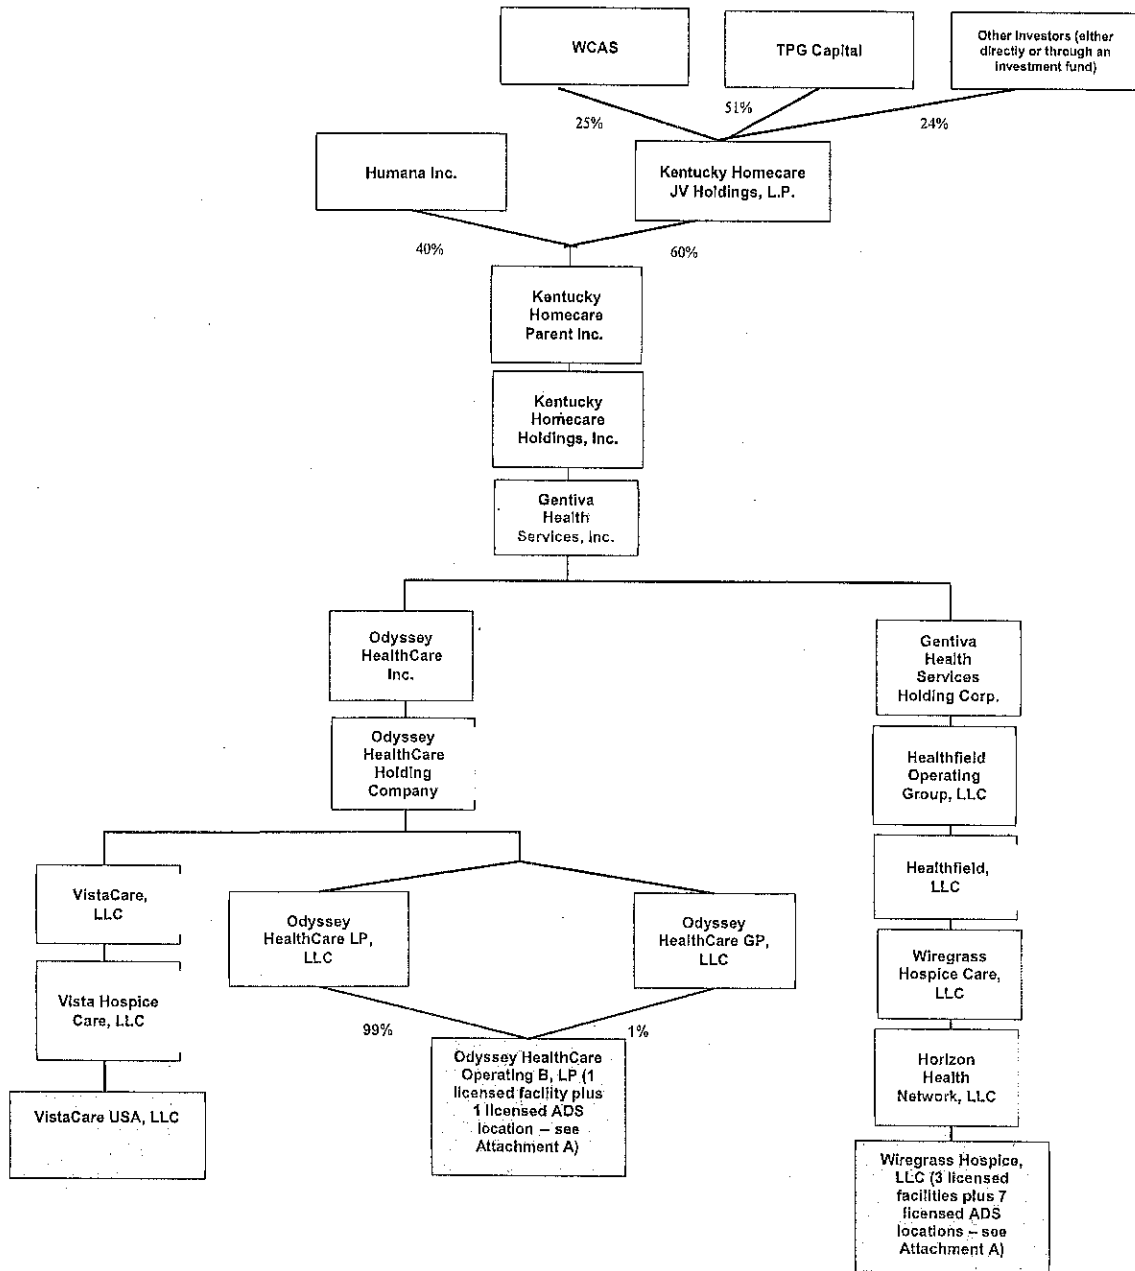 WCAS
TPG Capital
Other Investors (either
directly or through an
investment fund)
51%
25%
24%
Humana Inc.
Kentucky Homecare
JV Holdings, L.P.
40%
60%
Kentucky
Homecare
Parent Inc.
Kentucky
Homecare
Holdings, Inc.
Gentiva
Health
Services, Inc.
Odyssey
HealthCare
Inc.
Gentiva
Health
Services
Holding Corp.
Odyssey
HealthCare
Holding
Company
Healthfield
Operating
Group, LLC
VistaCare,
LLC
Odyssey
HealthCare LP,
LLC
Odyssey
HealthCare GP,
LLC
Healthfield,
LLC
Vista Hospice
Care, LLC
Wiregrass
Hospice Care,
LLC
99%
1%
VistaCare USA, LLC
Odyssey HealthCare
Operating B, LP (1
licensed facility plus
1 licensed ADS
location – see
Attachment A)
Horizon
Health
Network, LLC
Wiregrass Hospice,
LLC (3 licensed
facilities plus 7
licensed ADS
locations – see
Attachment A)